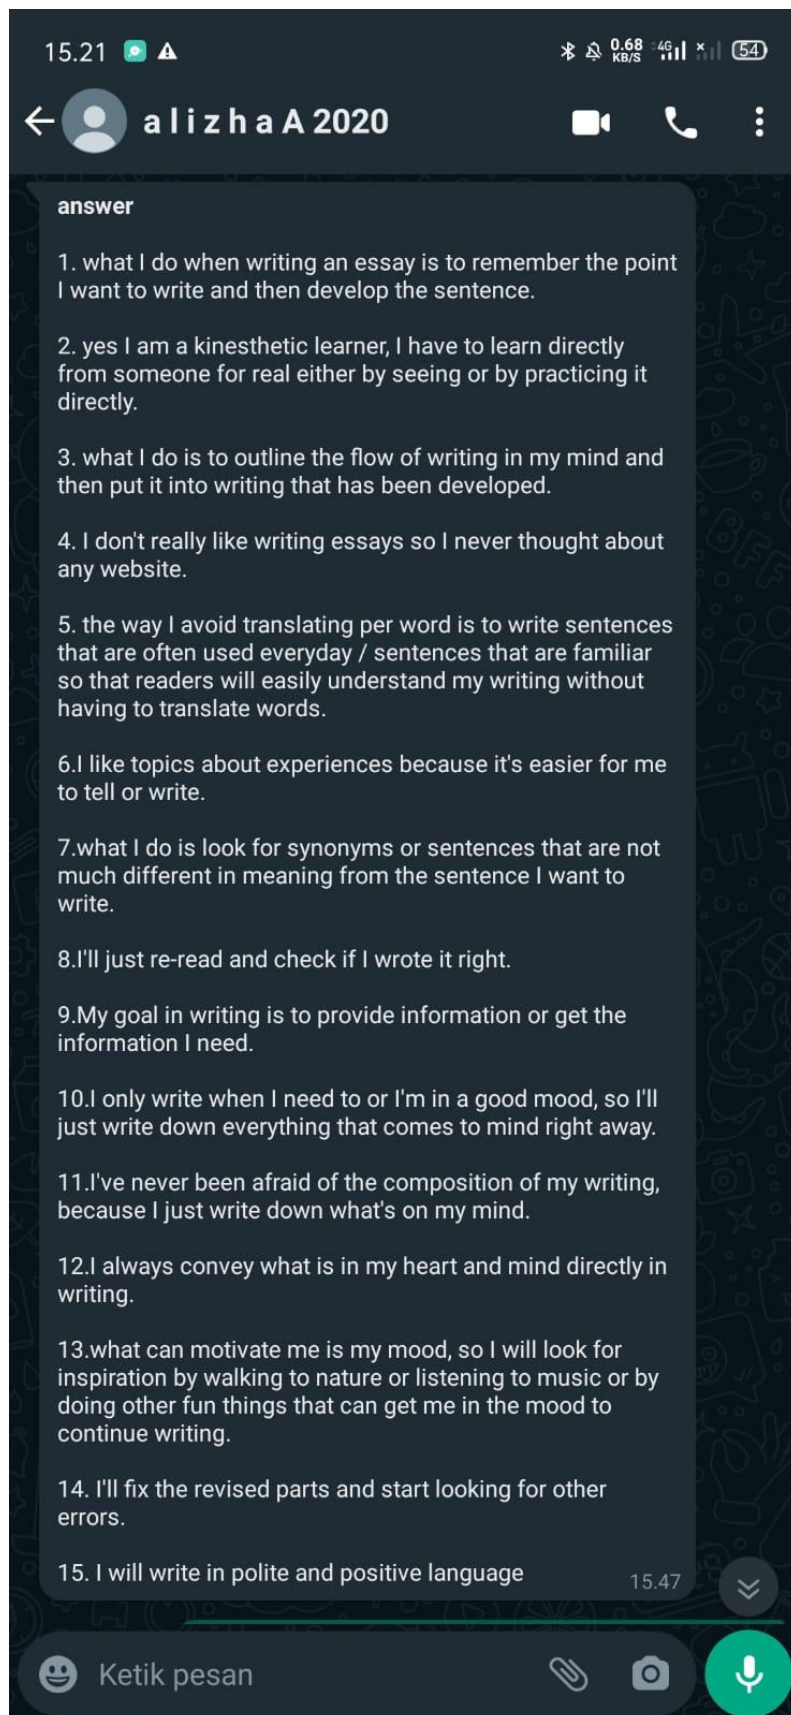 15.21
0.68 KB/S 4G 54
a l i z h a A 2020
answer
1. what I do when writing an essay is to remember the point
I want to write and then develop the sentence.
2. yes I am a kinesthetic learner, I have to learn directly
from someone for real either by seeing or by practicing it
directly.
3. what I do is to outline the flow of writing in my mind and
then put it into writing that has been developed.
4. I don't really like writing essays so I never thought about
any website.
5. the way I avoid translating per word is to write sentences
that are often used everyday / sentences that are familiar
so that readers will easily understand my writing without
having to translate words.
6.I like topics about experiences because it's easier for me
to tell or write.
7.what I do is look for synonyms or sentences that are not
much different in meaning from the sentence I want to
write.
8.I'll just re-read and check if I wrote it right.
9.My goal in writing is to provide information or get the
information I need.
10.I only write when I need to or I'm in a good mood, so I'll
just write down everything that comes to mind right away.
11.I've never been afraid of the composition of my writing,
because I just write down what's on my mind.
12.I always convey what is in my heart and mind directly in
writing.
13.what can motivate me is my mood, so I will look for
inspiration by walking to nature or listening to music or by
doing other fun things that can get me in the mood to
continue writing.
14. I'll fix the revised parts and start looking for other
errors.
15. I will write in polite and positive language
15.47
Ketik pesan